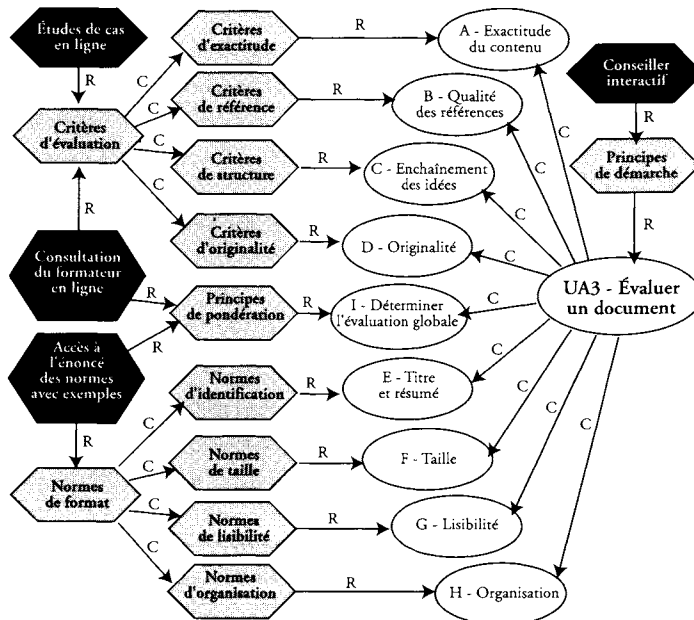 Études de cas
en ligne
R
Critères
d'évaluation
R
Consultation
du formateur
en ligne
R
Accès à
l'énoncé
des normes
avec exemples
R
R
Normes
de format
C
C
C
C
C
C
C
C
Critères
d'exactitude
R
Critères
de référence
R
Critères
de structure
R
Critères
d'originalité
R
Principes
de pondération
R
Normes
d'identification
R
Normes
de taille
R
Normes
de lisibilité
R
Normes
d'organisation
R
A - Exactitude
du contenu
B - Qualité
des références
C - Enchaînement
des idées
D - Originalité
I - Déterminer
l'évaluation globale
E - Titre
et résumé
F - Taille
G - Lisibilité
H - Organisation
C
C
C
C
C
C
C
C
C
Conseiller
interactif
R
Principes
de démarche
R
UA3 - Évaluer
un document